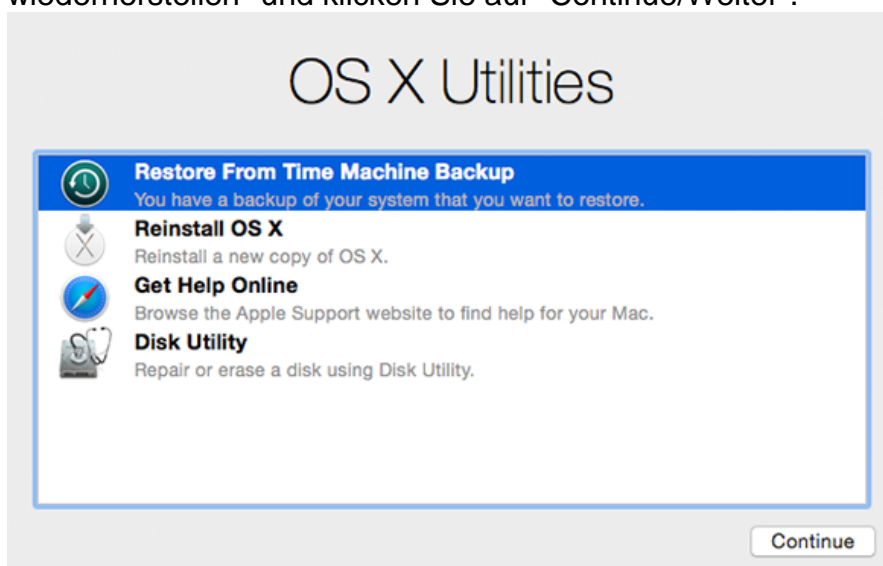 wiederherstellen" und klicken Sie auf "Continue/Weiter".
OS X Utilities
Restore From Time Machine Backup
You have a backup of your system that you want to restore.
Reinstall OS X
Reinstall a new copy of OS X.
Get Help Online
Browse the Apple Support website to find help for your Mac.
Disk Utility
Repair or erase a disk using Disk Utility.
Continue